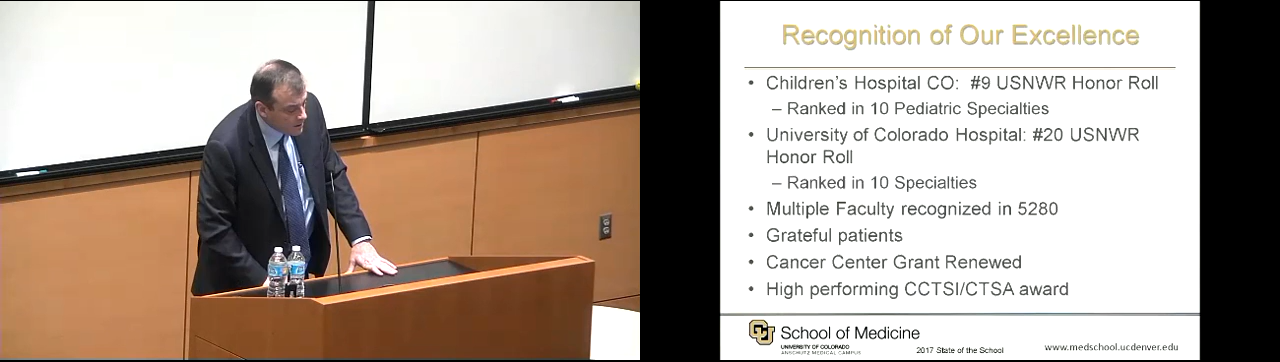 Recognition of Our Excellence
• Children's Hospital CO: #9 USNWR Honor Roll
– Ranked in 10 Pediatric Specialties
• University of Colorado Hospital: #20 USNWR
Honor Roll
– Ranked in 10 Specialties
• Multiple Faculty recognized in 5280
• Grateful patients
• Cancer Center Grant Renewed
• High performing CCTSI/CTSA award
School of Medicine
UNIVERSITY OF COLORADO
ANSCHUTZ MEDICAL CAMPUS
2017 State of the School
www.medschool.ucdenver.edu